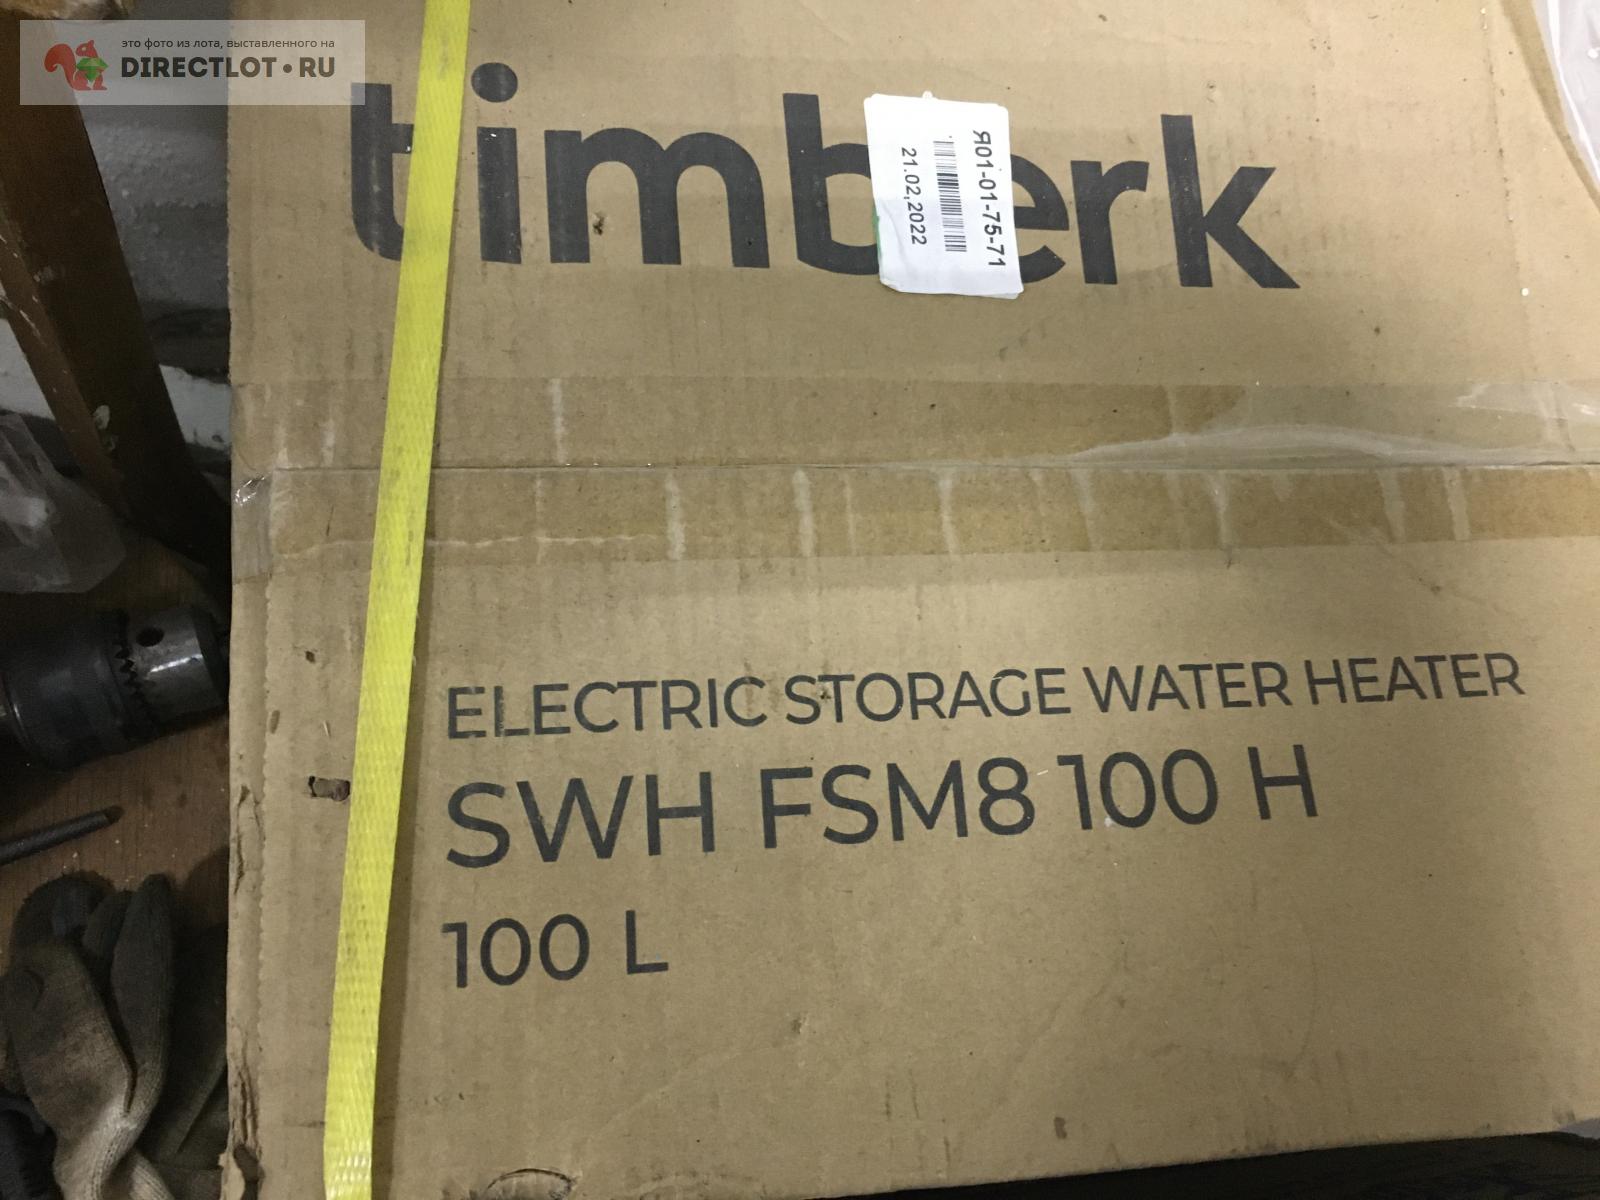 это фото из лота, выставленного на
DIRECTLOT•RU
timberk
Я01-01-75-71
21.02.2022
ELECTRIC STORAGE WATER HEATER
SWH FSM8 100 H
100 L